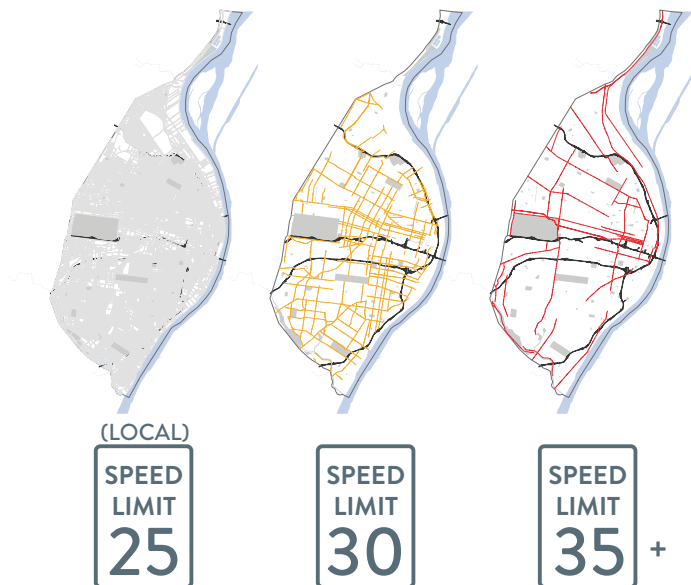 (LOCAL)
SPEED
LIMIT
25
SPEED
LIMIT
30
SPEED
LIMIT
35 +